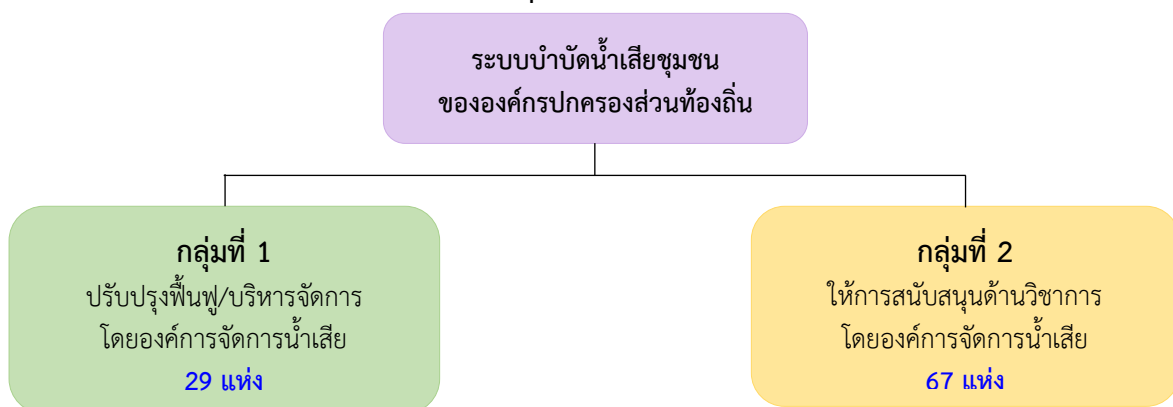 ระบบบำบัดน้ำเสียชุมชน
ขององค์กรปกครองส่วนท้องถิ่น
กลุ่มที่ 1
ปรับปรุงฟื้นฟู/บริหารจัดการ
โดยองค์การจัดการน้ำเสีย
29 แห่ง
กลุ่มที่ 2
ให้การสนับสนุนด้านวิชาการ
โดยองค์การจัดการน้ำเสีย
67 แห่ง